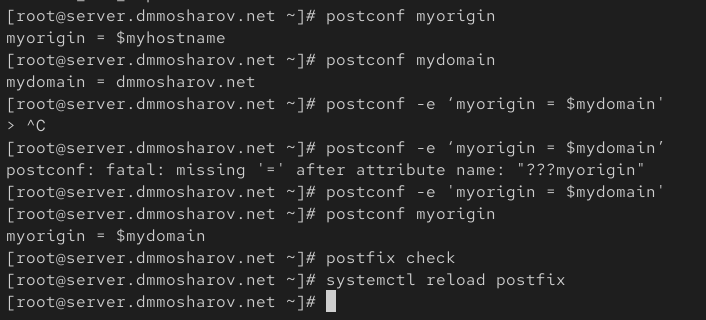 [root@server.dmmosharov.net ~]# postconf myorigin
myorigin = $myhostname
[root@server.dmmosharov.net ~]# postconf mydomain
mydomain = dmmosharov.net
[root@server.dmmosharov.net ~]# postconf -e ‘myorigin = $mydomain'
> ^C
[root@server.dmmosharov.net ~]# postconf -e ‘myorigin = $mydomain’
postconf: fatal: missing '=' after attribute name: "???myorigin"
[root@server.dmmosharov.net ~]# postconf -e 'myorigin = $mydomain'
[root@server.dmmosharov.net ~]# postconf myorigin
myorigin = $mydomain
[root@server.dmmosharov.net ~]# postfix check
[root@server.dmmosharov.net ~]# systemctl reload postfix
[root@server.dmmosharov.net ~]#